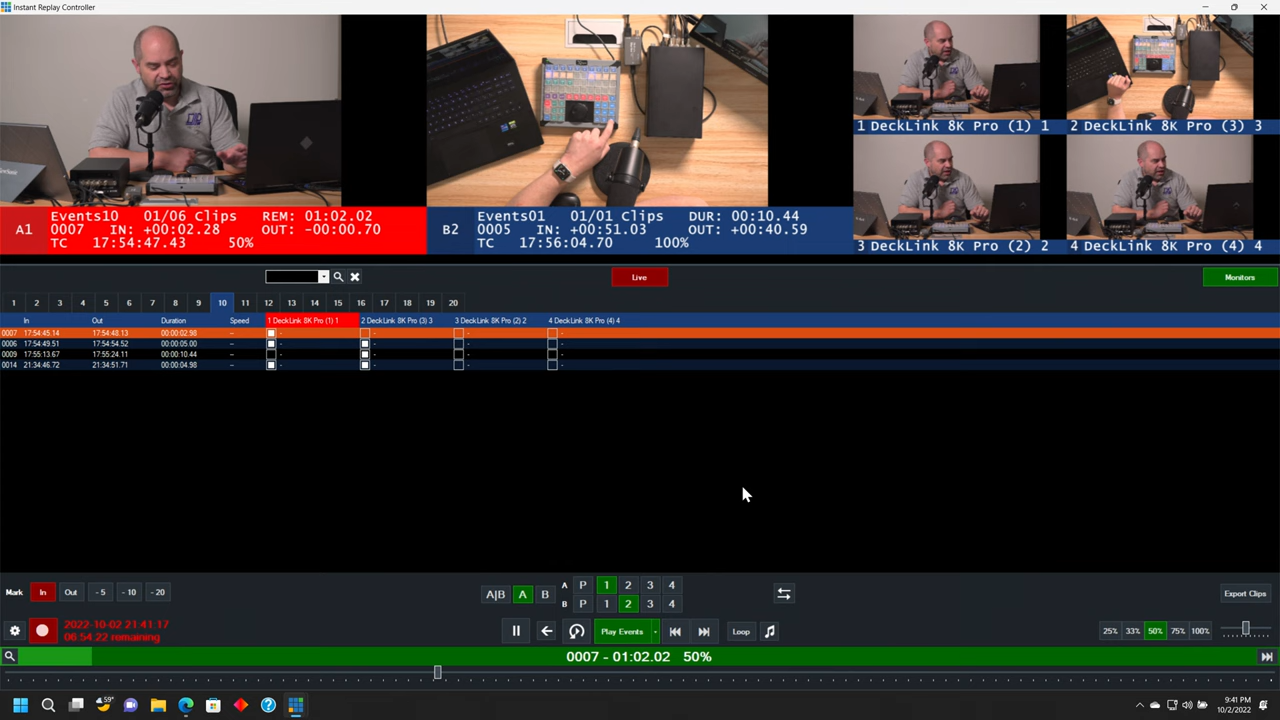 Instant Replay Controller
A1 Events10 01/06 Clips REM: 01:02.02
0007 IN: +00:02.28 OUT: -00:00.70
TC 17:54:47.43 50%
B2 Events01 01/01 Clips DUR: 00:10.44
0005 IN: +00:51.03 OUT: +00:40.59
TC 17:56:04.70 100%
1 DeckLink 8K Pro (1) 1
2 DeckLink 8K Pro (3) 3
3 DeckLink 8K Pro (2) 2
4 DeckLink 8K Pro (4) 4
Live
Monitors
1 2 3 4 5 6 7 8 9 10 11 12 13 14 15 16 17 18 19 20
In Out Duration Speed 1 DeckLink 8K Pro (1) 1 2 DeckLink 8K Pro (3) 3 3 DeckLink 8K Pro (2) 2 4 DeckLink 8K Pro (4) 4
0007 17:54:45.14 17:54:48.13 00:00:02.98 -- - - - -
0006 17:54:49.51 17:54:54.52 00:00:05.00 -- - - - -
0009 17:55:13.67 17:55:24.11 00:00:10.44 -- - - - -
0014 21:34:46.72 21:34:51.71 00:00:04.98 -- - - - -
Mark In Out - 5 - 10 - 20
A|B A B
A P 1 2 3 4
B P 1 2 3 4
Export Clips
2022-10-02 21:41:17
06:54:22 remaining
Play Events
Loop
25% 33% 50% 75% 100%
0007 - 01:02.02 50%
59°
9:41 PM
10/2/2022